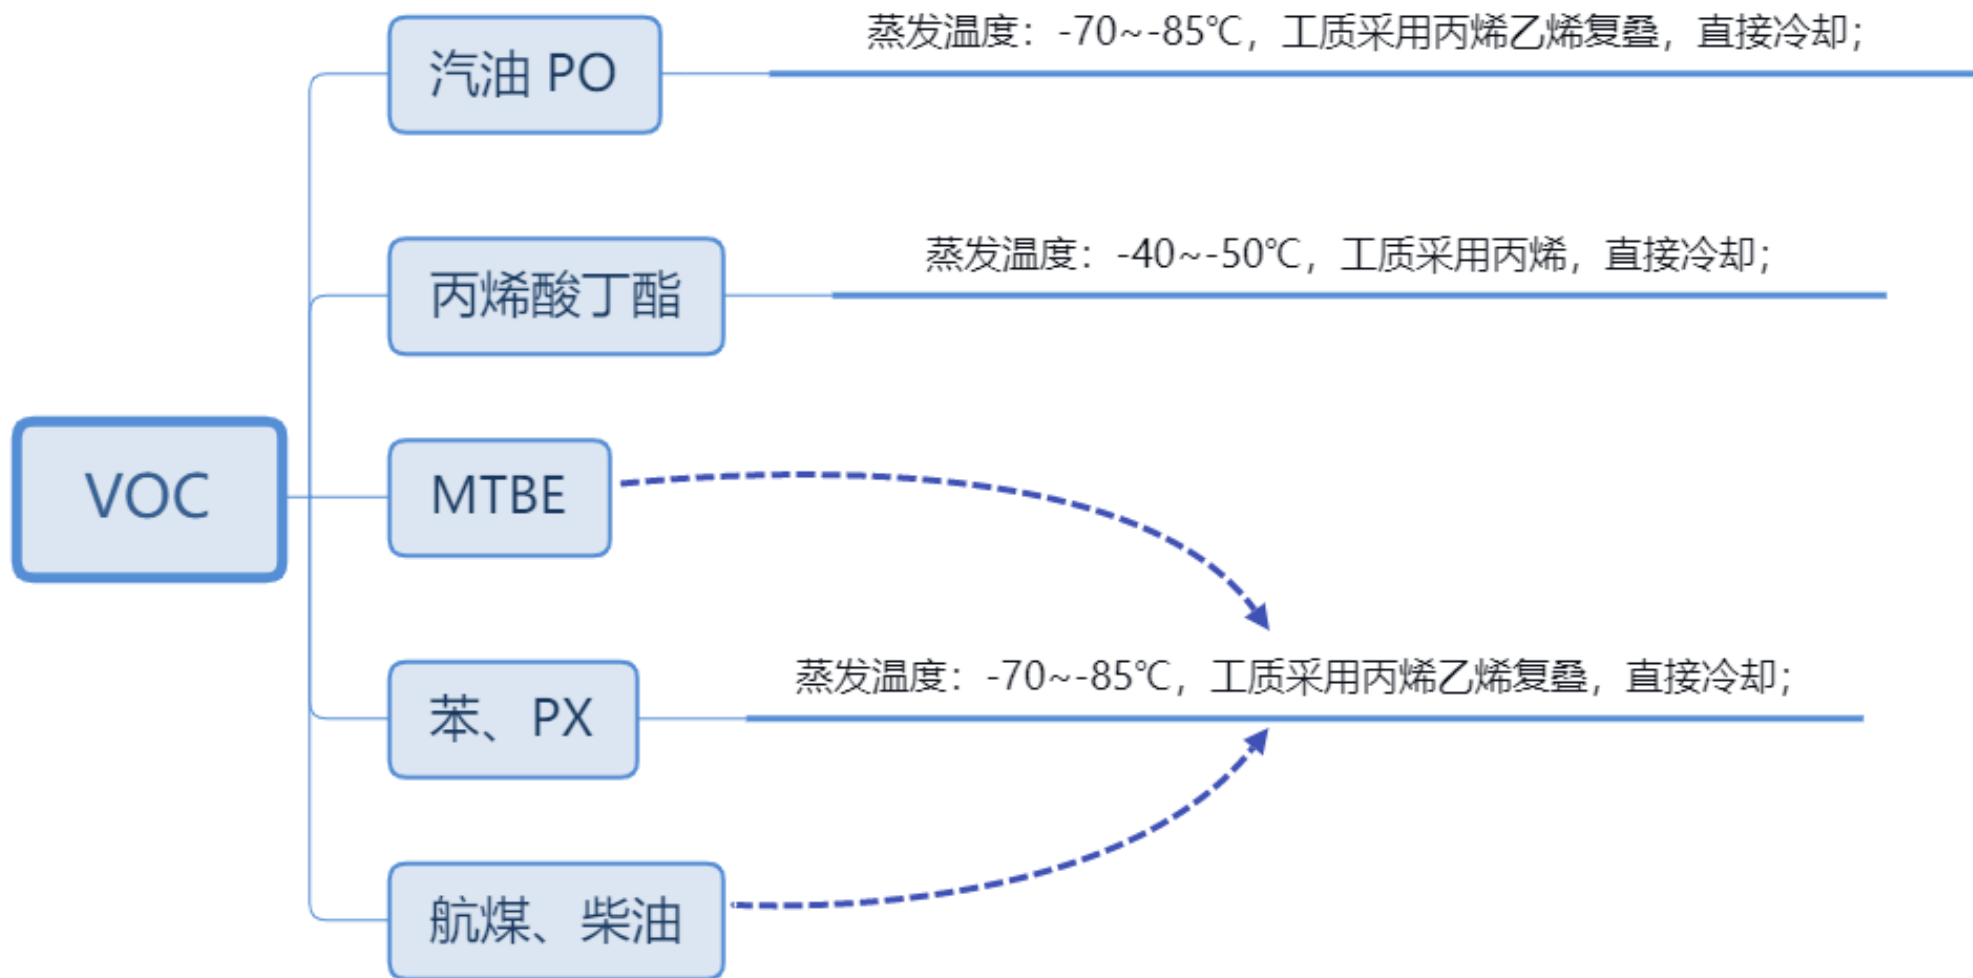 蒸发温度：-70~-85℃，工质采用丙烯乙烯复叠，直接冷却；
汽油 PO
蒸发温度：-40~-50℃，工质采用丙烯，直接冷却；
丙烯酸丁酯
VOC
MTBE
蒸发温度：-70~-85℃，工质采用丙烯乙烯复叠，直接冷却；
苯、PX
航煤、柴油